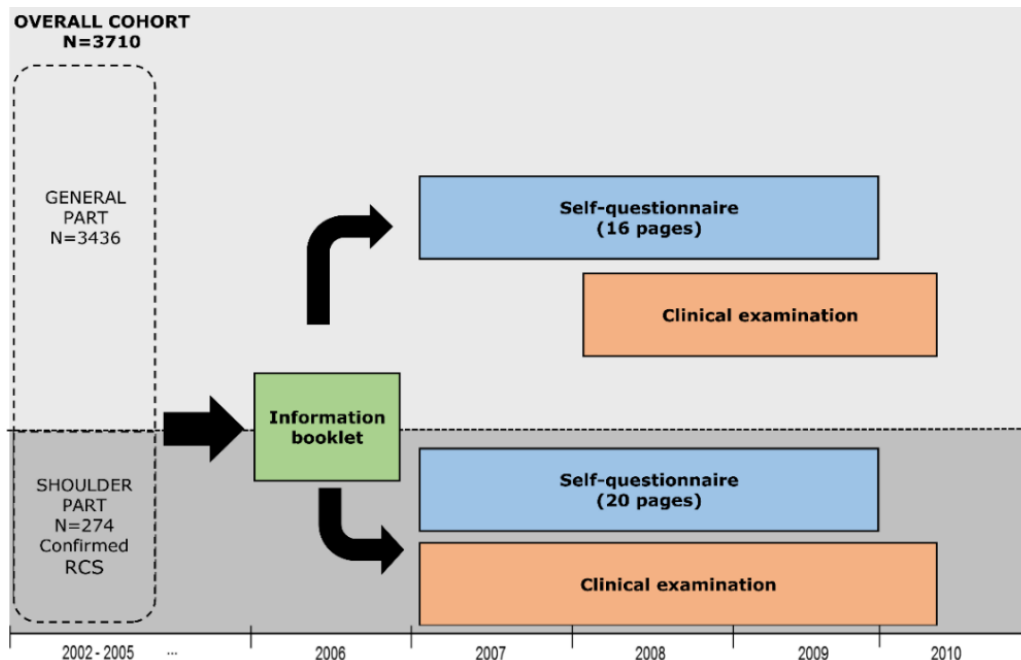 OVERALL COHORT
N=3710
GENERAL
PART
N=3436
Self-questionnaire
(16 pages)
Clinical examination
Information
booklet
SHOULDER
PART
N=274
Confirmed
RCS
Self-questionnaire
(20 pages)
Clinical examination
2002 - 2005 ... 2006 2007 2008 2009 2010